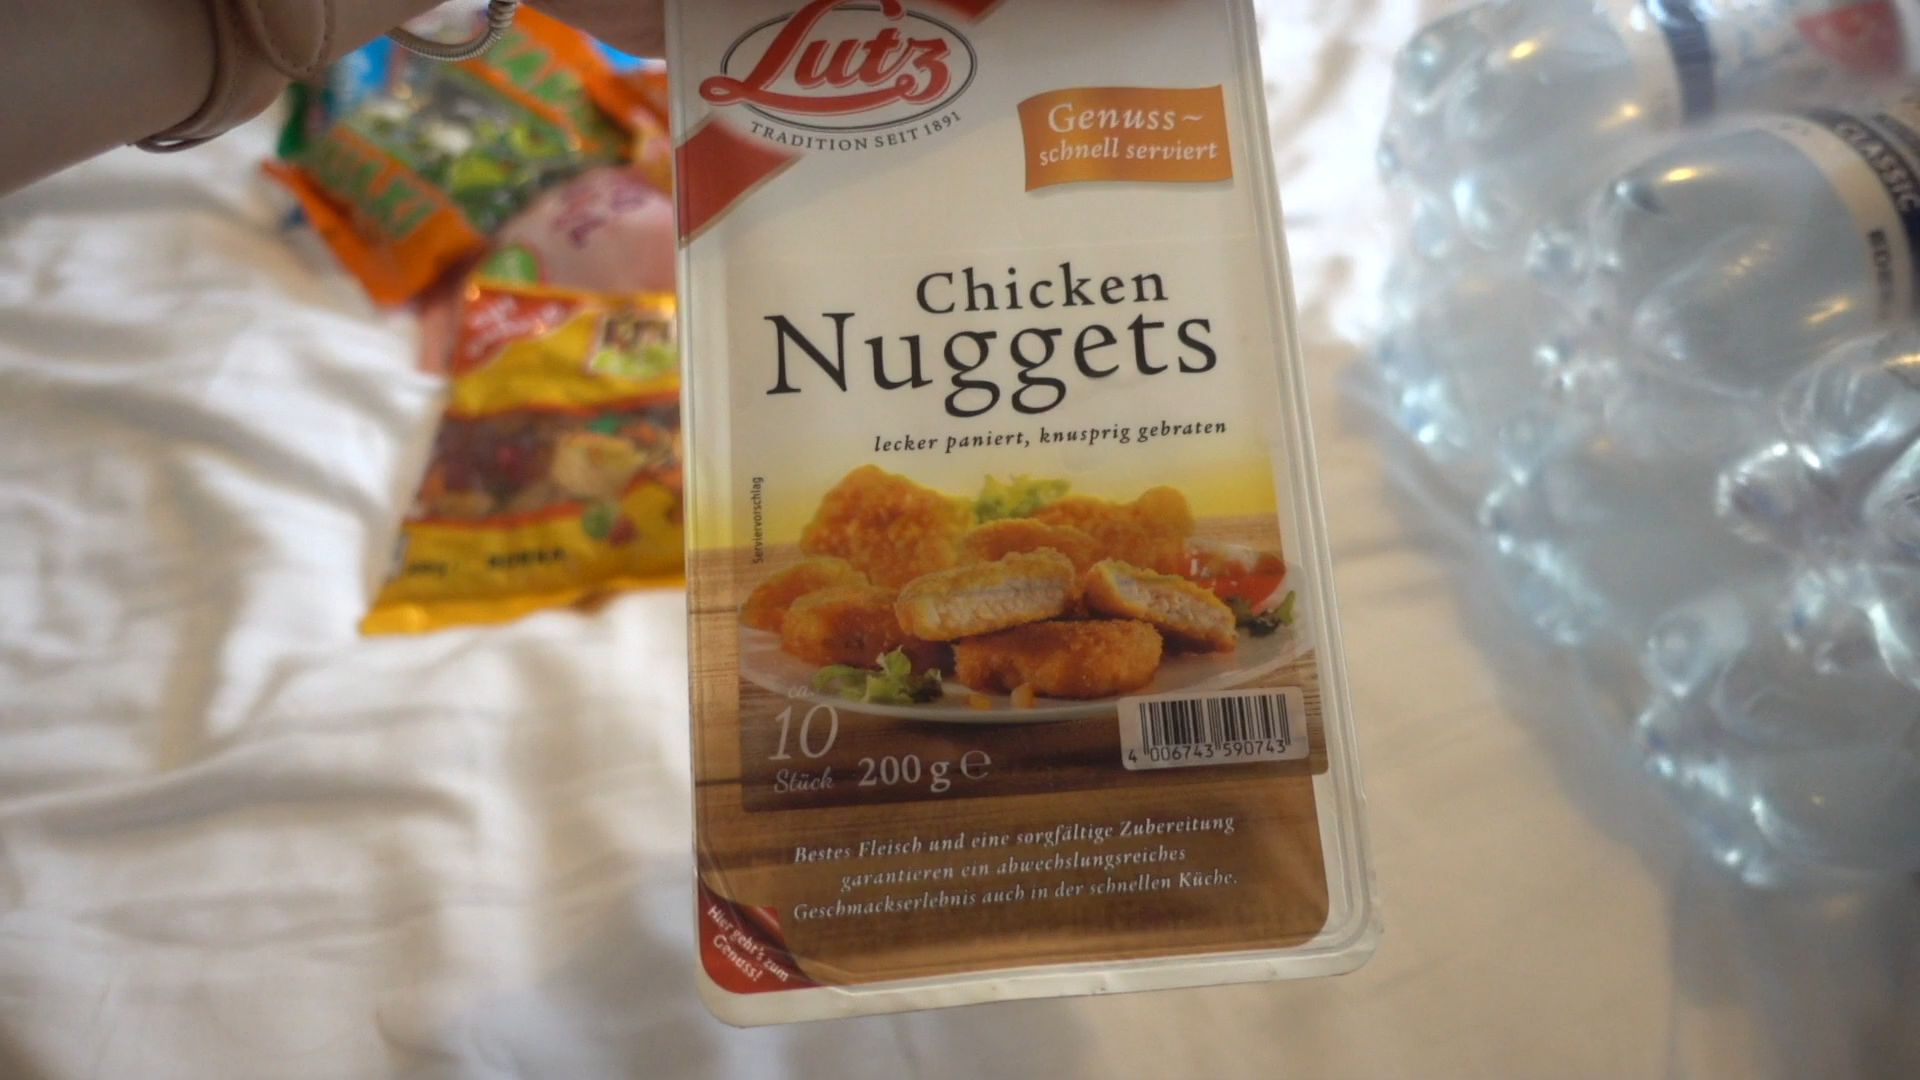 Lutz
TRADITION SEIT 1891
Genuss~
schnell serviert
Chicken
Nuggets
lecker paniert, knusprig gebraten
Serviervorschlag
ca.
10
Stück
200 g ℮
4 006743 590743
Bestes Fleisch und eine sorgfältige Zubereitung
garantieren ein abwechslungsreiches
Geschmackserlebnis auch in der schnellen Küche.
Hier geht's zum
Genuss!
CLASSIC